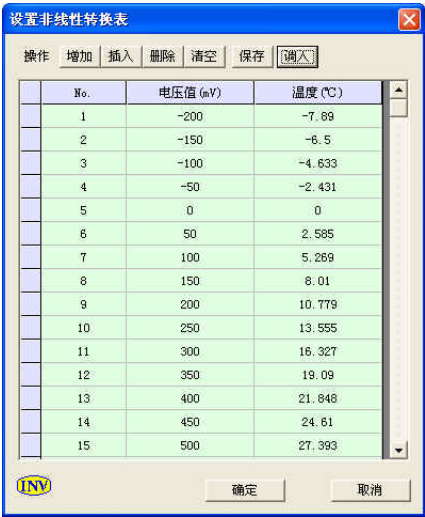 设置非线性转换表
操作 增加 插入 删除 清空 保存 调入
No. 电压值(mV) 温度(℃)
1 -200 -7.89
2 -150 -6.5
3 -100 -4.633
4 -50 -2.431
5 0 0
6 50 2.585
7 100 5.269
8 150 8.01
9 200 10.779
10 250 13.555
11 300 16.327
12 350 19.09
13 400 21.848
14 450 24.61
15 500 27.393
INV 确定 取消